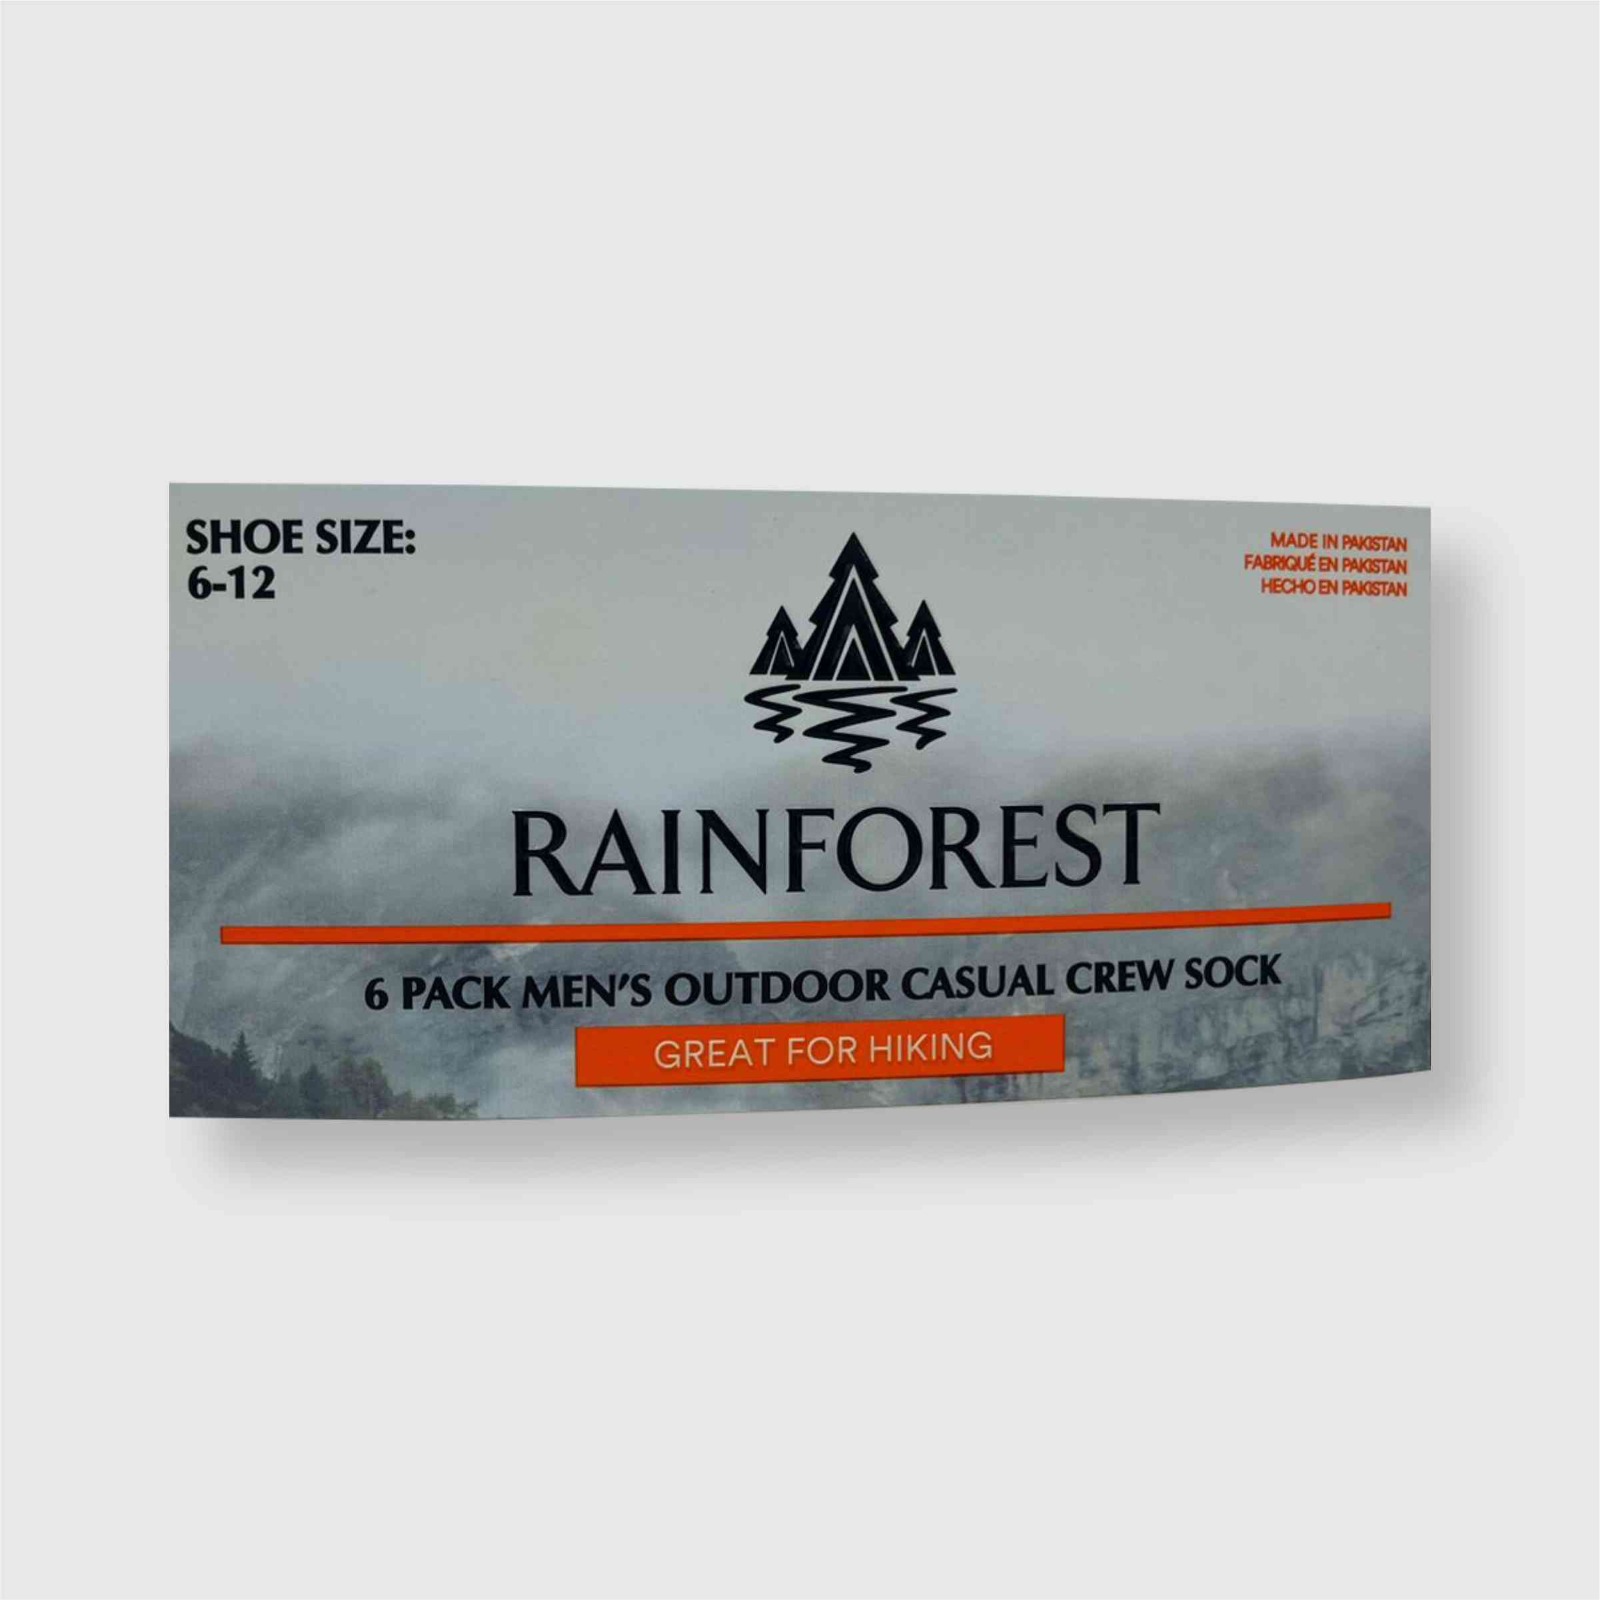 SHOE SIZE:
6-12
MADE IN PAKISTAN
FABRIQUÉ EN PAKISTAN
HECHO EN PAKISTAN
RAINFOREST
6 PACK MEN'S OUTDOOR CASUAL CREW SOCK
GREAT FOR HIKING